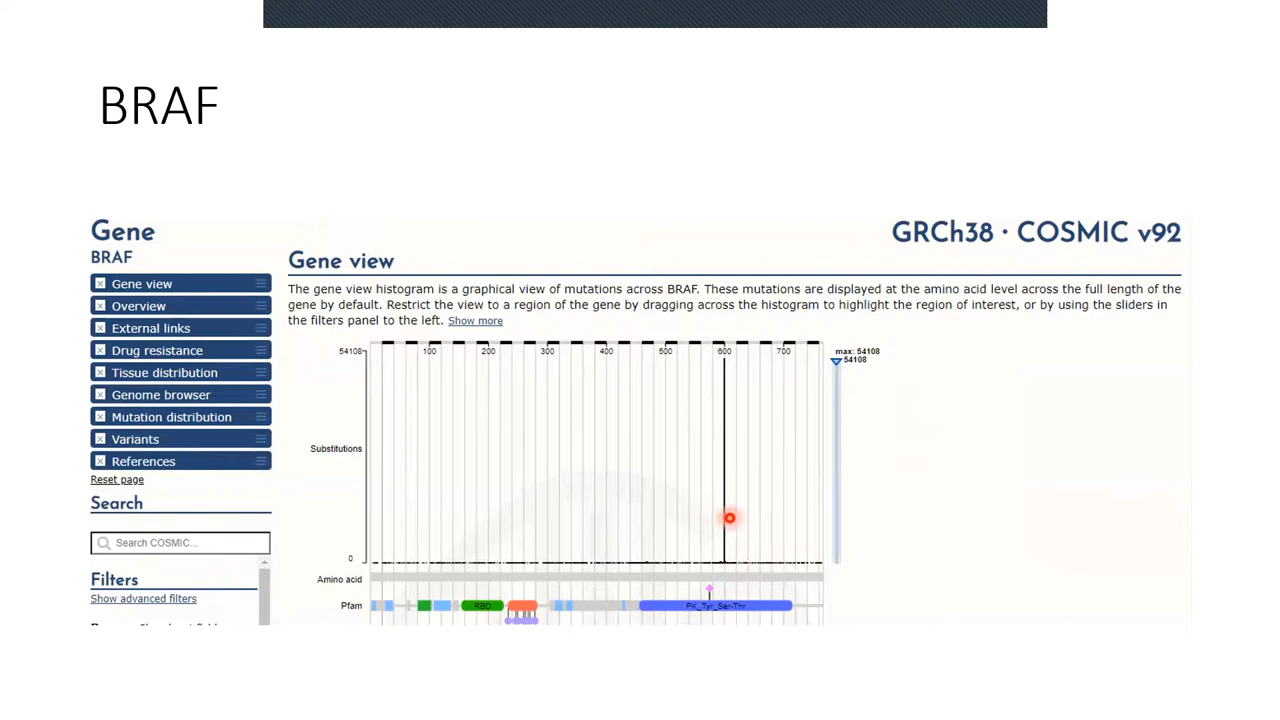 BRAF
Gene
GRCh38 · COSMIC v92
BRAF
Gene view
Gene view
Overview
External links
Drug resistance
Tissue distribution
Genome browser
Mutation distribution
Variants
References
Reset page
Search
Search COSMIC...
Filters
Show advanced filters
The gene view histogram is a graphical view of mutations across BRAF. These mutations are displayed at the amino acid level across the full length of the
gene by default. Restrict the view to a region of the gene by dragging across the histogram to highlight the region of interest, or by using the sliders in
the filters panel to the left. Show more
54108
100 200 300 400 500 600 700
max: 54108
54108
Substitutions
0
Amino acid
Pfam
RBD
PK_Tyr_Ser-Thr